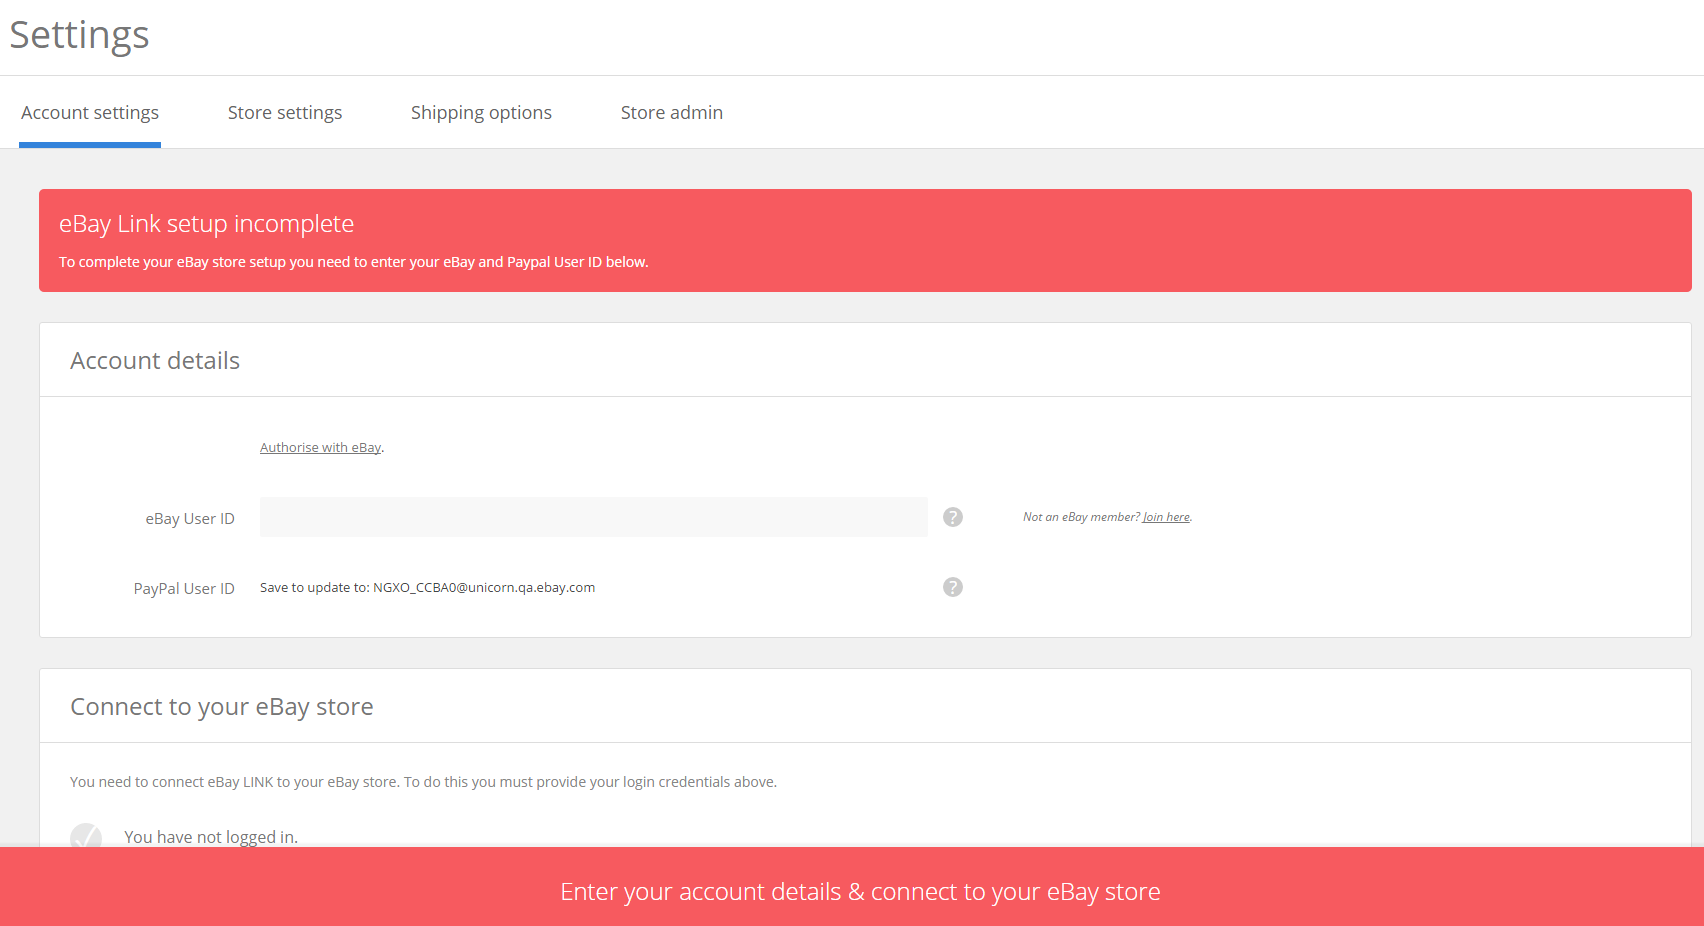 Settings
Account settings
Store settings
Shipping options
Store admin
eBay Link setup incomplete
To complete your eBay store setup you need to enter your eBay and Paypal User ID below.
Account details
Authorise with eBay.
eBay User ID
?
Not an eBay member? Join here.
PayPal User ID
Save to update to: NGXO_CCBA0@unicorn.qa.ebay.com
?
Connect to your eBay store
You need to connect eBay LINK to your eBay store. To do this you must provide your login credentials above.
You have not logged in.
Enter your account details & connect to your eBay store